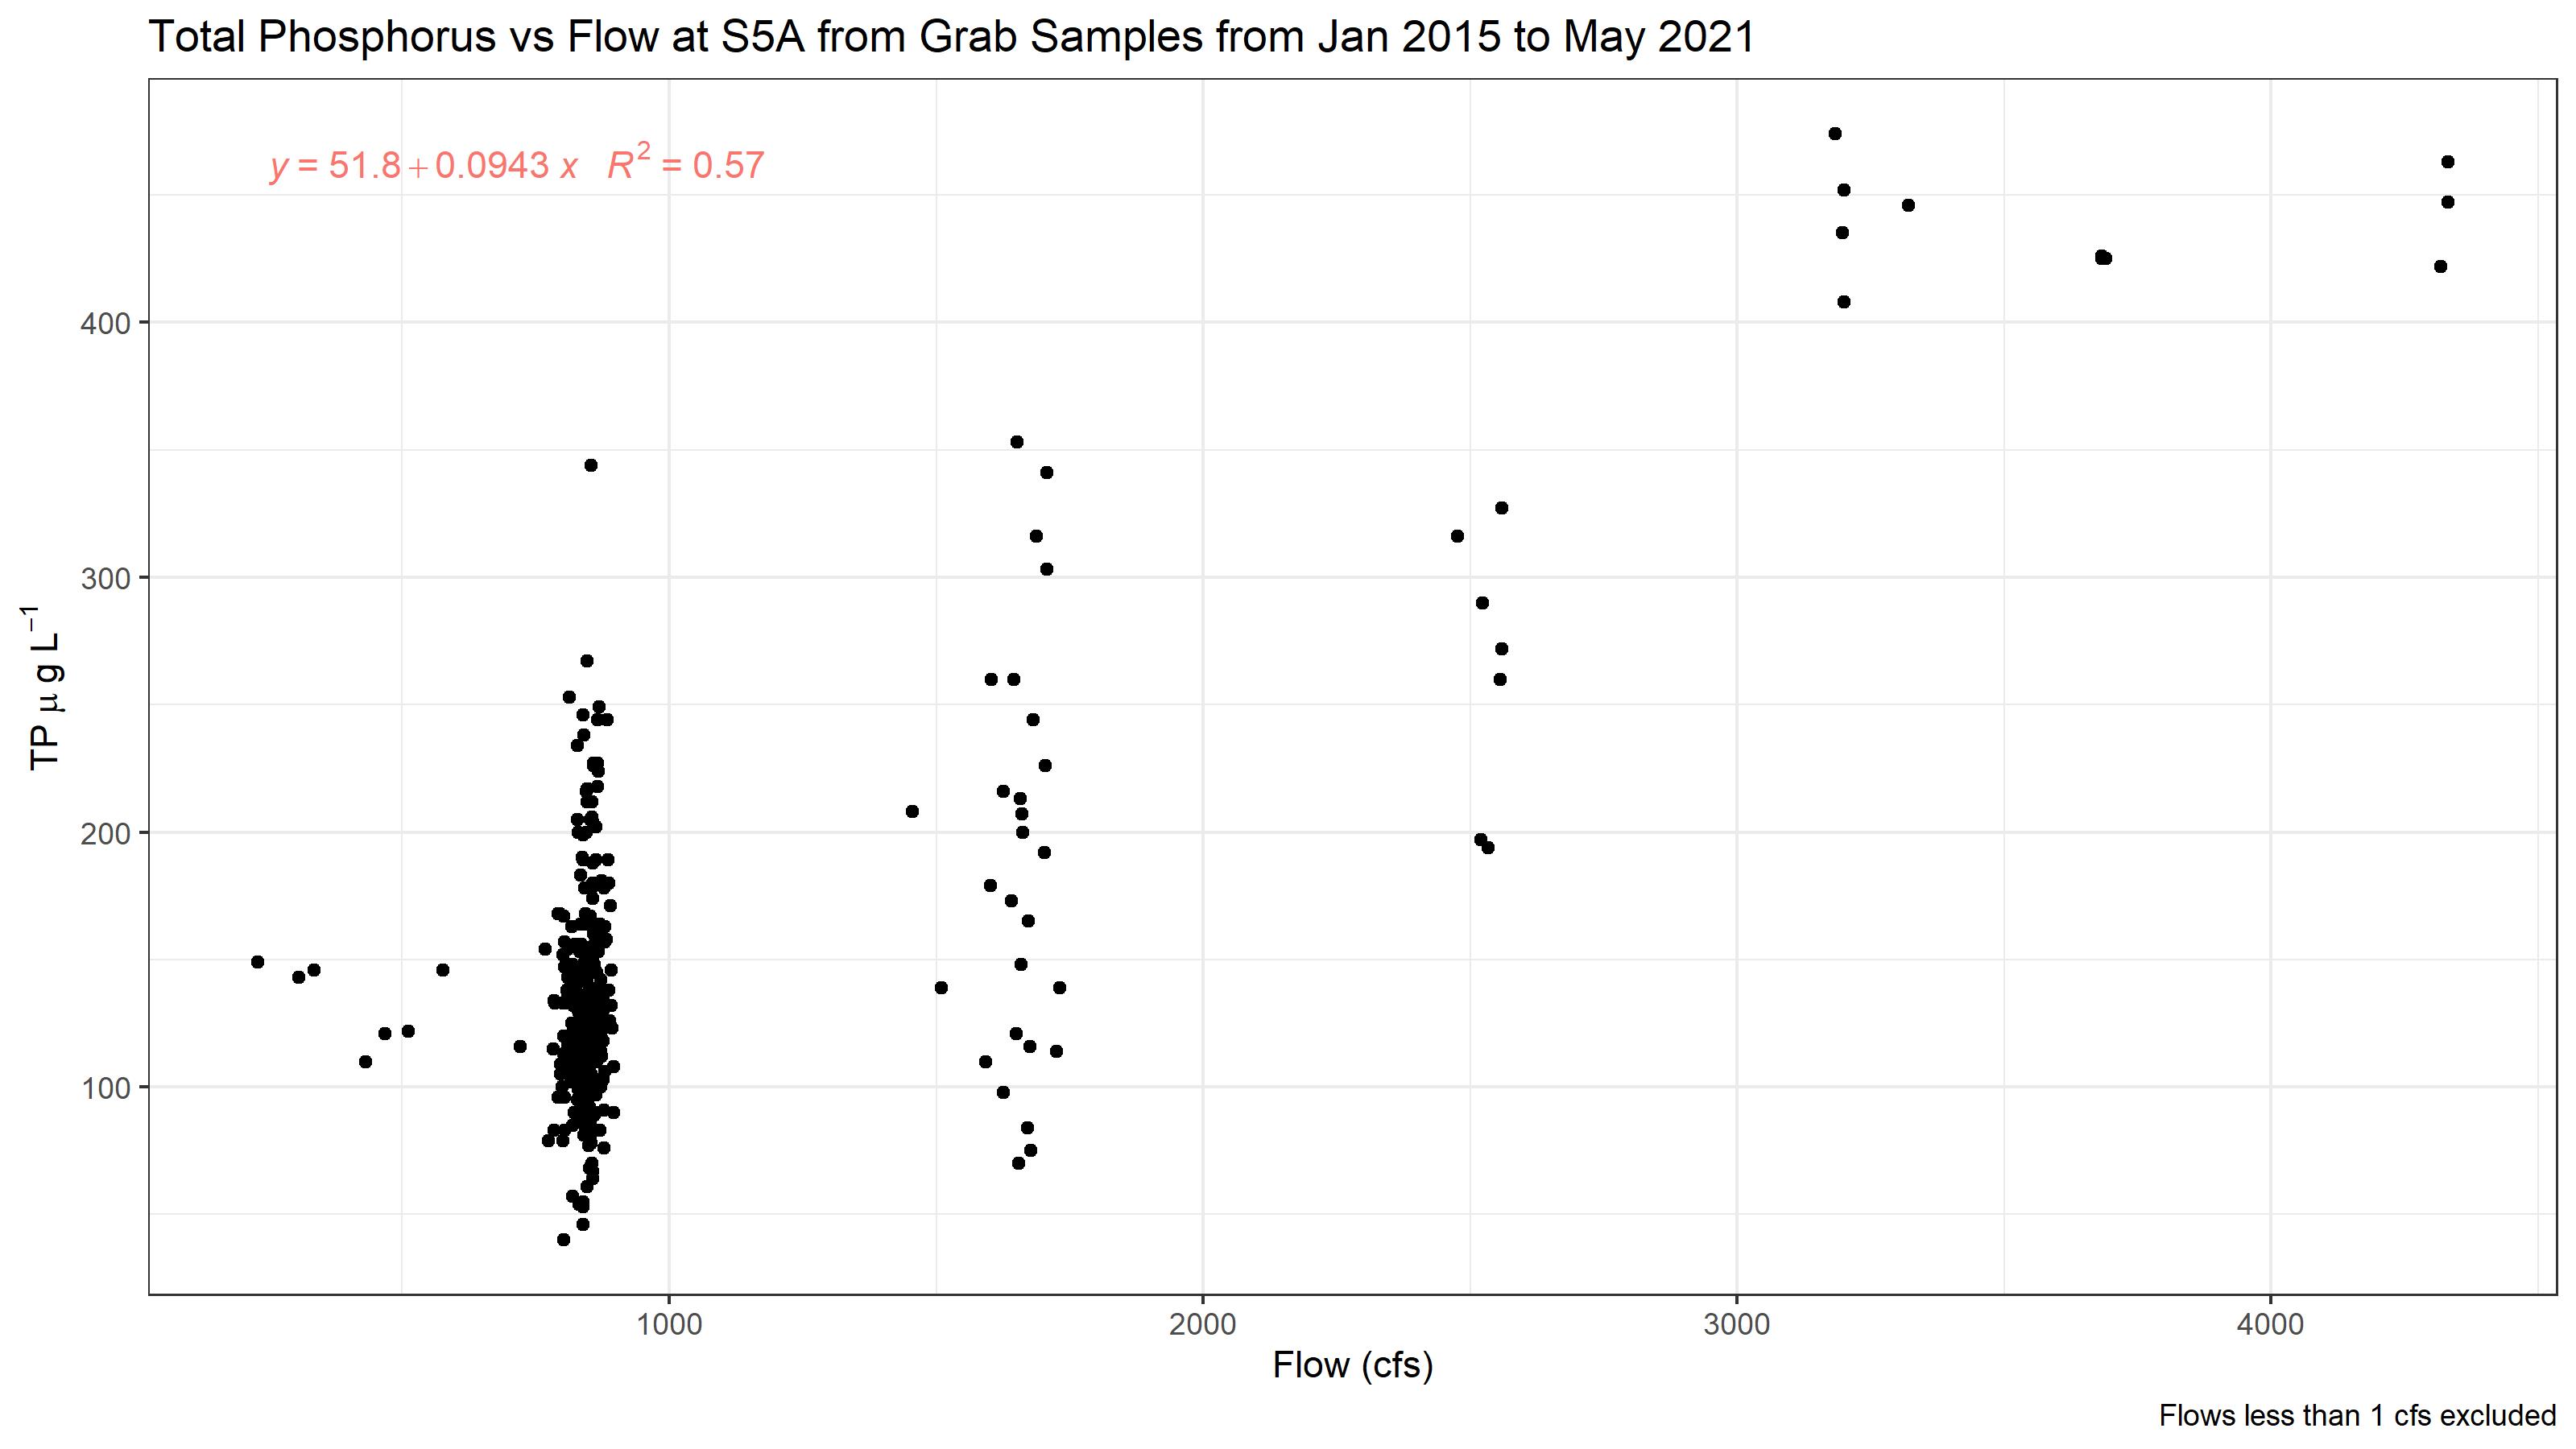 Total Phosphorus vs Flow at S5A from Grab Samples from Jan 2015 to May 2021
y = 51.8 + 0.0943 x R² = 0.57
400
300
200
100
TP μ g L⁻¹
1000 2000 3000 4000
Flow (cfs)
Flows less than 1 cfs excluded